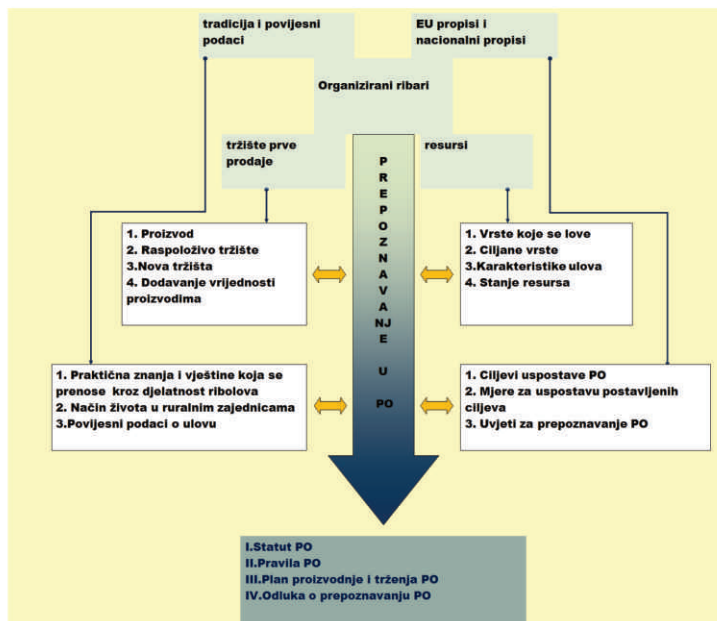 tradicija i povijesni
podaci
EU propisi i
nacionalni propisi
Organizirani ribari
tržište prve
prodaje
resursi
P
R
E
P
O
Z
N
A
V
A
NJ
E
U
PO
1. Proizvod
2. Raspoloživo tržište
3.Nova tržišta
4. Dodavanje vrijednosti
proizvodima
1. Vrste koje se love
2. Ciljane vrste
3.Karakteristike ulova
4. Stanje resursa
1. Praktična znanja i vještine koja se
prenose kroz djelatnost ribolova
2. Način života u ruralnim zajednicama
3.Povijesni podaci o ulovu
1. Ciljevi uspostave PO
2. Mjere za uspostavu postavljenih
ciljeva
3. Uvjeti za prepoznavanje PO
I.Statut PO
II.Pravila PO
III.Plan proizvodnje i trženja PO
IV.Odluka o prepoznavanju PO